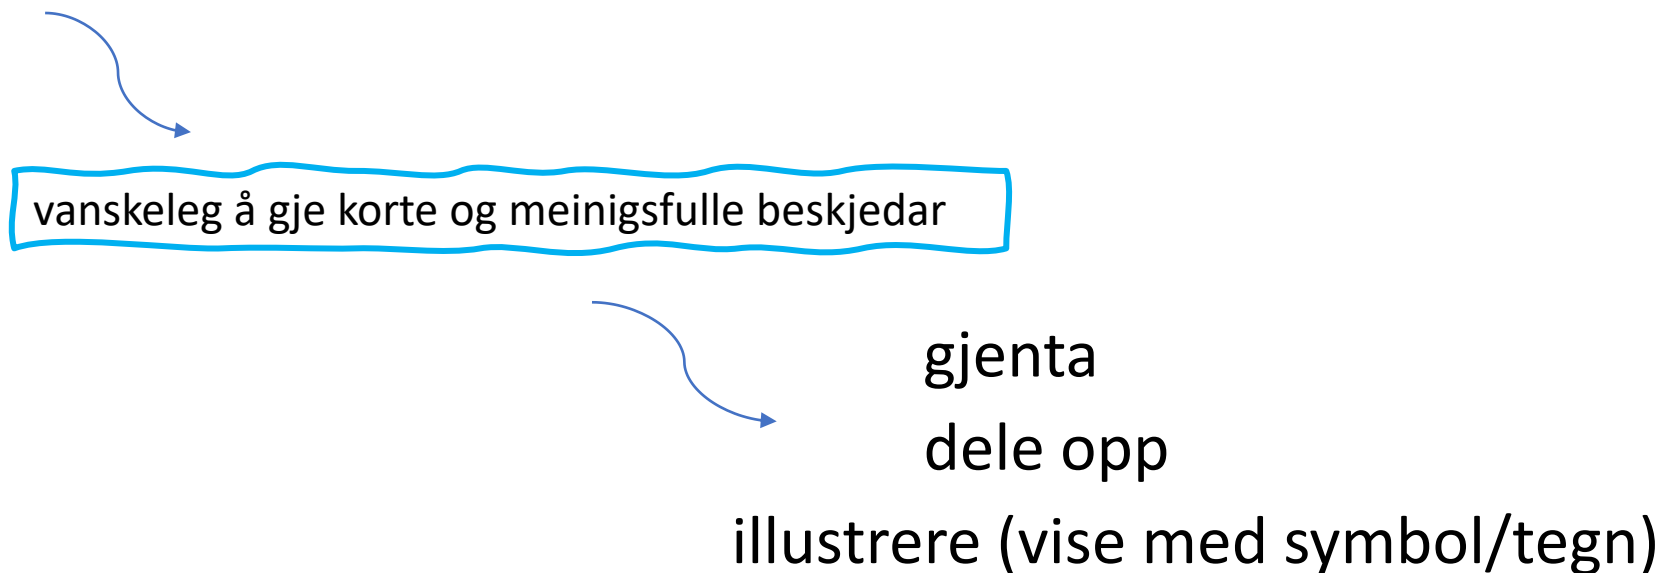 vanskeleg å gje korte og meinigsfulle beskjedar
gjenta
dele opp
illustrere (vise med symbol/tegn)